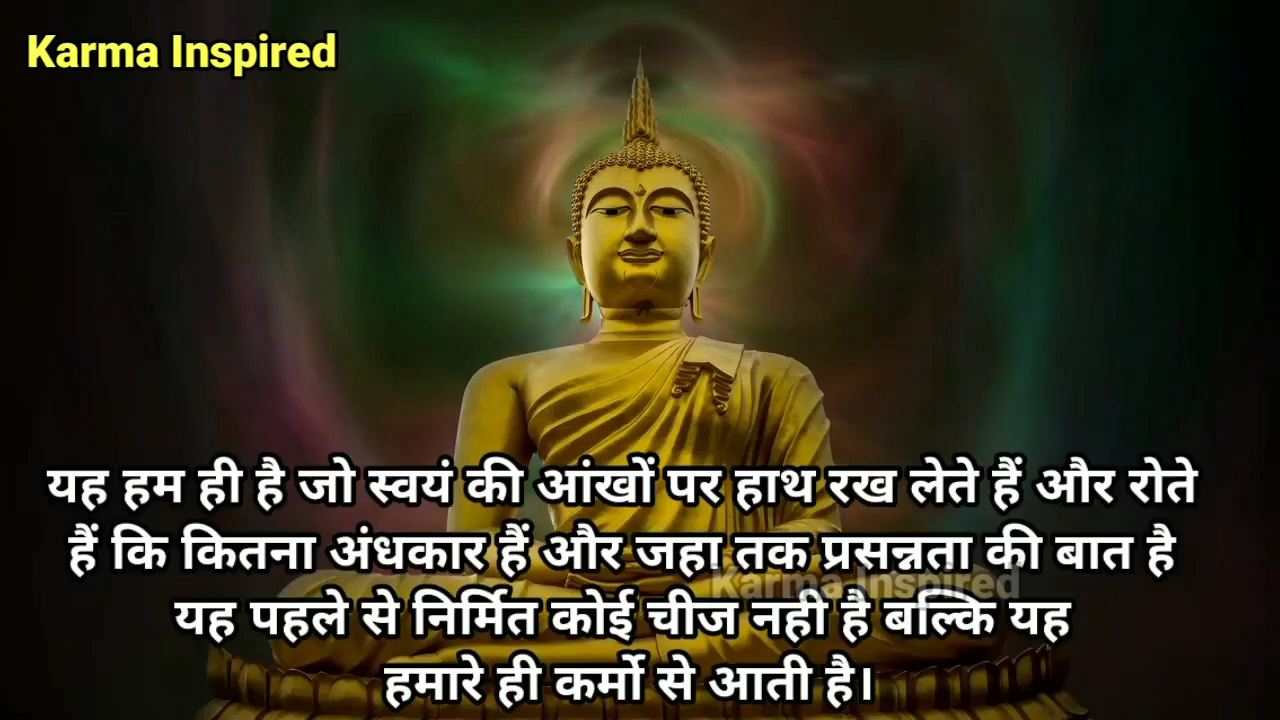 Karma Inspired
यह हम ही है जो स्वयं की आंखों पर हाथ रख लेते हैं और रोते
हैं कि कितना अंधकार हैं और जहा तक प्रसन्नता की बात है
Karma Inspired
यह पहले से निर्मित कोई चीज नही है बल्कि यह
हमारे ही कर्मो से आती है।